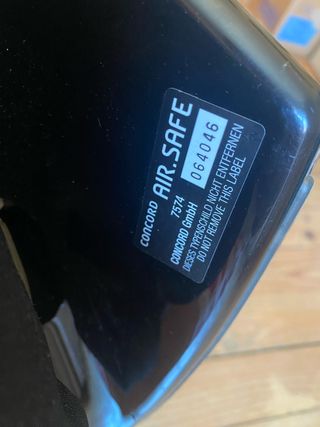 CONCORD AIR.SAFE
7574 064046
CONCORD GmbH
DIESES TYPENSCHILD NICHT ENTFERNEN
DO NOT REMOVE THIS LABEL